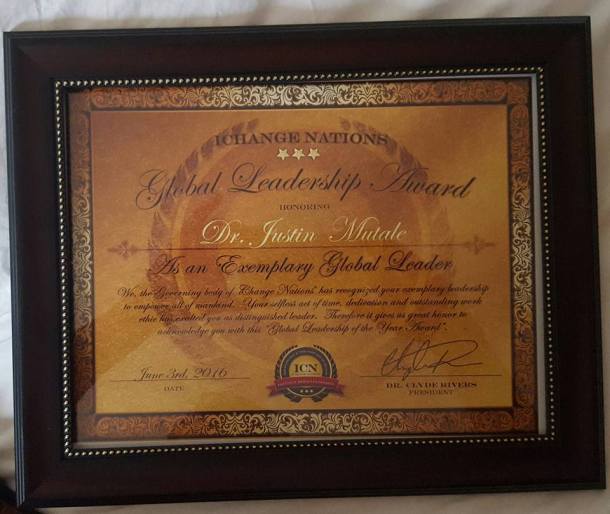 ICHANGE NATIONS
Global Leadership Award
HONORING
Dr. Justin Mutale
As an Exemplary Global Leader
We, the Governing body of "Change Nations" has recognized your exemplary leadership
to empower all of mankind. Your selfless act of time, dedication and outstanding work
ethic has created you as distinguished leader. Therefore it gives us great honor to
acknowledge you with this "Global Leadership of the Year Award".
June 3rd, 2016
DATE
ICN
DR. CLYDE RIVERS
PRESIDENT